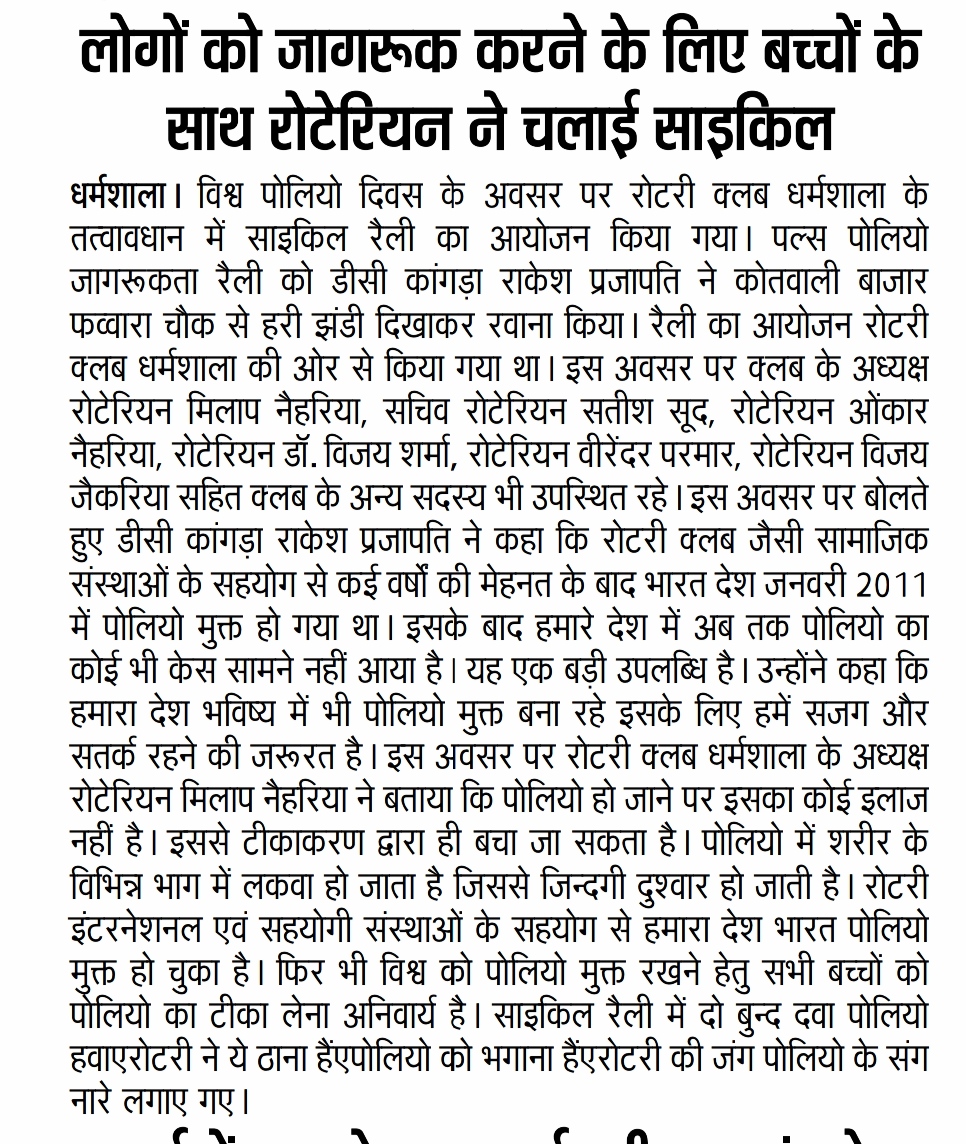 लोगों को जागरूक करने के लिए बच्चों के
साथ रोटेरियन ने चलाई साइकिल
धर्मशाला। विश्व पोलियो दिवस के अवसर पर रोटरी क्लब धर्मशाला के
तत्वावधान में साइकिल रैली का आयोजन किया गया। पल्स पोलियो
जागरूकता रैली को डीसी कांगड़ा राकेश प्रजापति ने कोतवाली बाजार
फव्वारा चौक से हरी झंडी दिखाकर रवाना किया। रैली का आयोजन रोटरी
क्लब धर्मशाला की ओर से किया गया था। इस अवसर पर क्लब के अध्यक्ष
रोटेरियन मिलाप नैहरिया, सचिव रोटेरियन सतीश सूद, रोटेरियन ओंकार
नैहरिया, रोटेरियन डॉ. विजय शर्मा, रोटेरियन वीरेंदर परमार, रोटेरियन विजय
जैकरिया सहित क्लब के अन्य सदस्य भी उपस्थित रहे। इस अवसर पर बोलते
हुए डीसी कांगड़ा राकेश प्रजापति ने कहा कि रोटरी क्लब जैसी सामाजिक
संस्थाओं के सहयोग से कई वर्षों की मेहनत के बाद भारत देश जनवरी 2011
में पोलियो मुक्त हो गया था। इसके बाद हमारे देश में अब तक पोलियो का
कोई भी केस सामने नहीं आया है। यह एक बड़ी उपलब्धि है। उन्होंने कहा कि
हमारा देश भविष्य में भी पोलियो मुक्त बना रहे इसके लिए हमें सजग और
सतर्क रहने की जरूरत है। इस अवसर पर रोटरी क्लब धर्मशाला के अध्यक्ष
रोटेरियन मिलाप नैहरिया ने बताया कि पोलियो हो जाने पर इसका कोई इलाज
नहीं है। इससे टीकाकरण द्वारा ही बचा जा सकता है। पोलियो में शरीर के
विभिन्न भाग में लकवा हो जाता है जिससे जिन्दगी दुश्वार हो जाती है। रोटरी
इंटरनेशनल एवं सहयोगी संस्थाओं के सहयोग से हमारा देश भारत पोलियो
मुक्त हो चुका है। फिर भी विश्व को पोलियो मुक्त रखने हेतु सभी बच्चों को
पोलियो का टीका लेना अनिवार्य है। साइकिल रैली में दो बुन्द दवा पोलियो
हवाएरोटरी ने ये ठाना हैंएपोलियो को भगाना हैंएरोटरी की जंग पोलियो के संग
नारे लगाए गए।